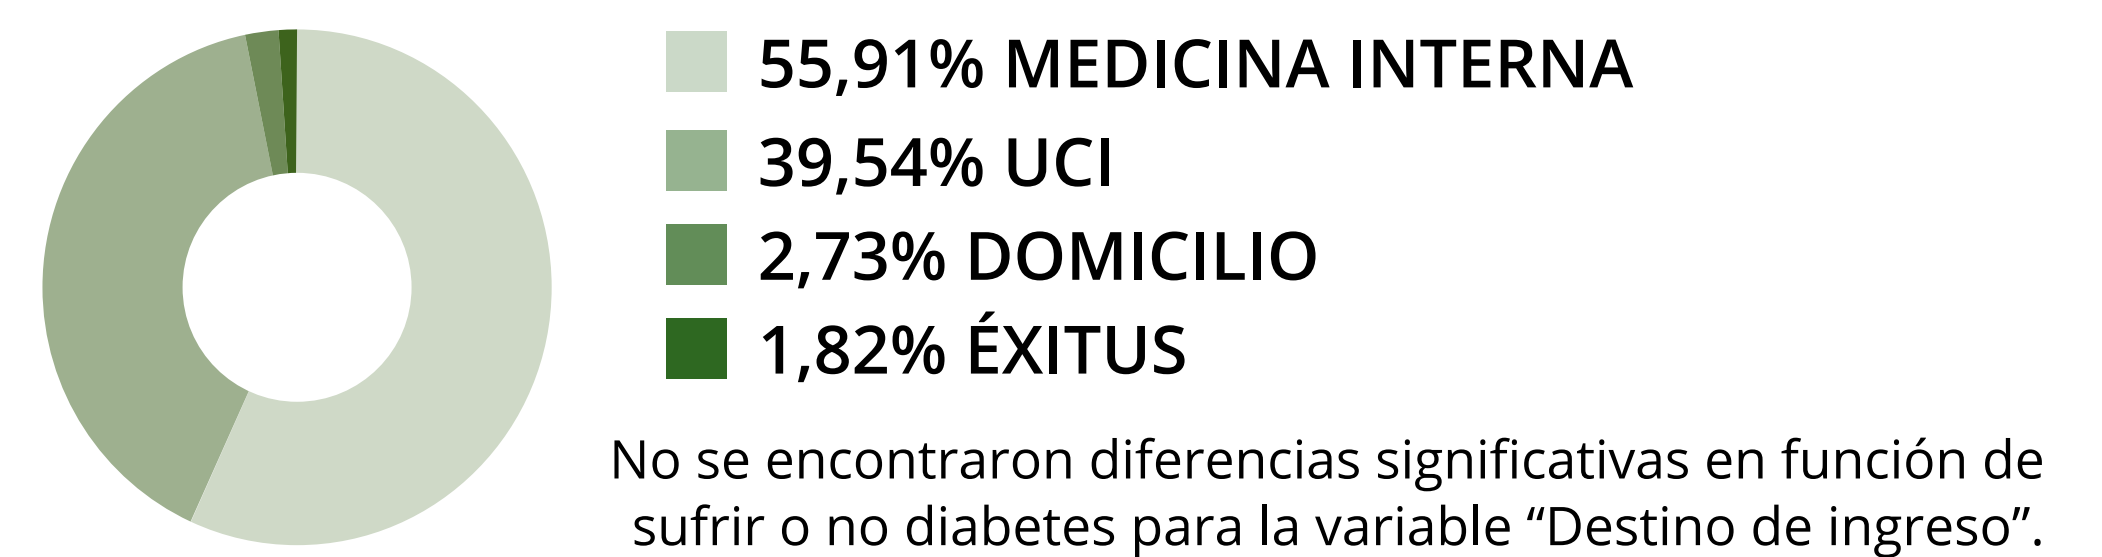 55,91% MEDICINA INTERNA
39,54% UCI
2,73% DOMICILIO
1,82% ÉXITUS
No se encontraron diferencias significativas en función de
sufrir o no diabetes para la variable “Destino de ingreso”.